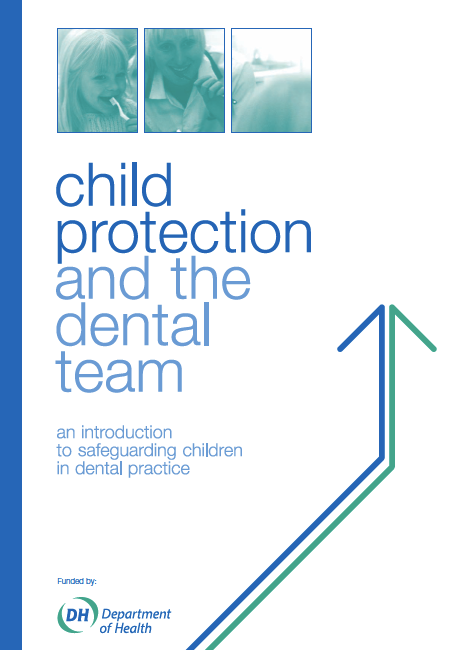 child
protection
and the
dental
team
an introduction
to safeguarding children
in dental practice
Funded by:
DH Department
of Health